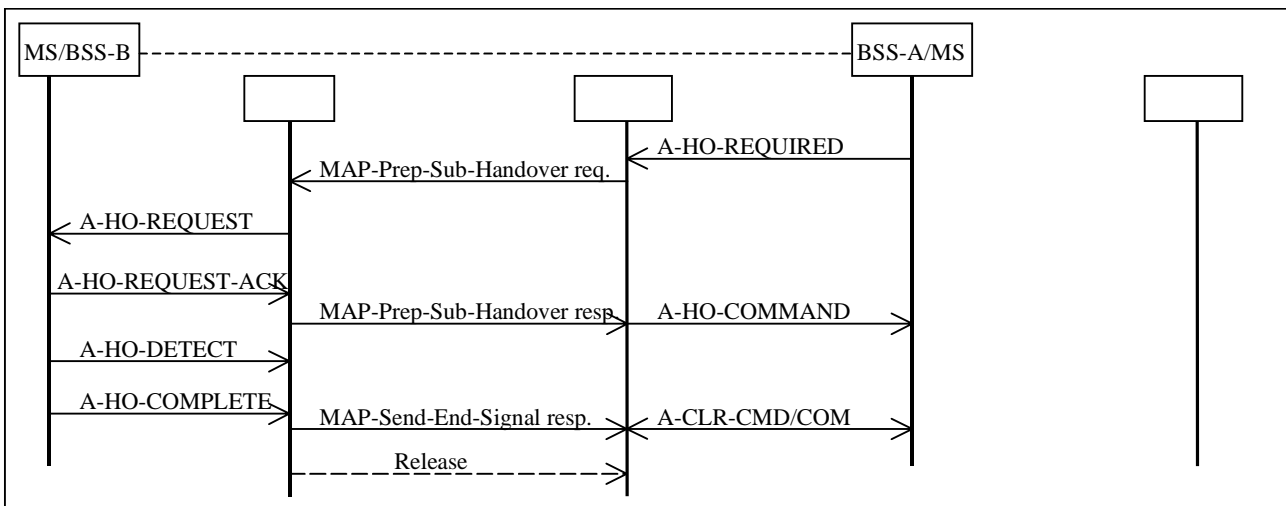 MS/BSS-B
BSS-A/MS
A-HO-REQUIRED
MAP-Prep-Sub-Handover req.
A-HO-REQUEST
A-HO-REQUEST-ACK
MAP-Prep-Sub-Handover resp.
A-HO-COMMAND
A-HO-DETECT
A-HO-COMPLETE
MAP-Send-End-Signal resp.
A-CLR-CMD/COM
Release